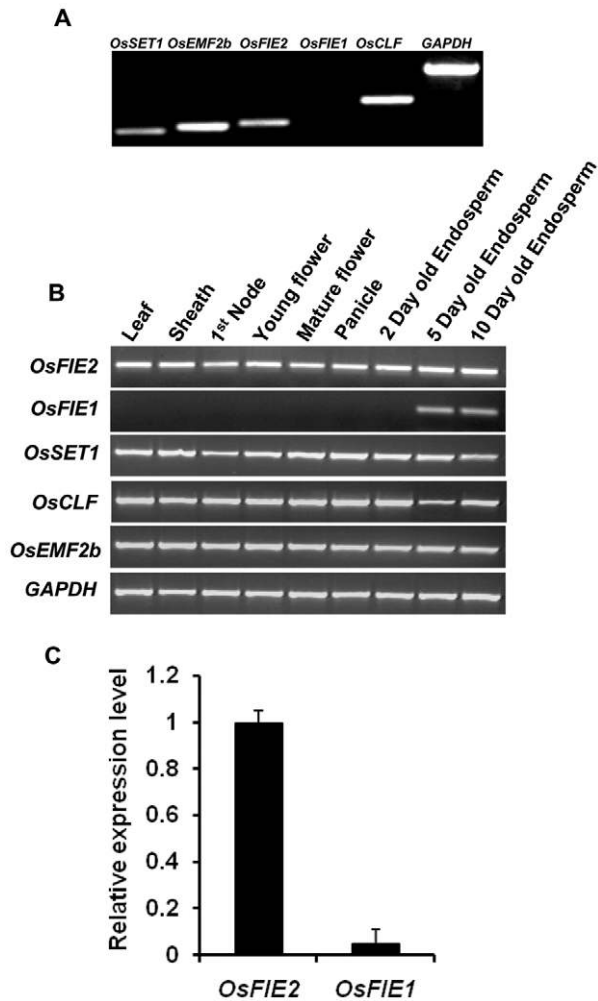 A
OsSET1 OsEMF2b OsFIE2 OsFIE1 OsCLF GAPDH
B
Leaf
Sheath
1st Node
Young flower
Mature flower
Panicle
2 Day old Endosperm
5 Day old Endosperm
10 Day old Endosperm
OsFIE2
OsFIE1
OsSET1
OsCLF
OsEMF2b
GAPDH
C
Relative expression level
1.2
1
0.8
0.6
0.4
0.2
0
OsFIE2 OsFIE1